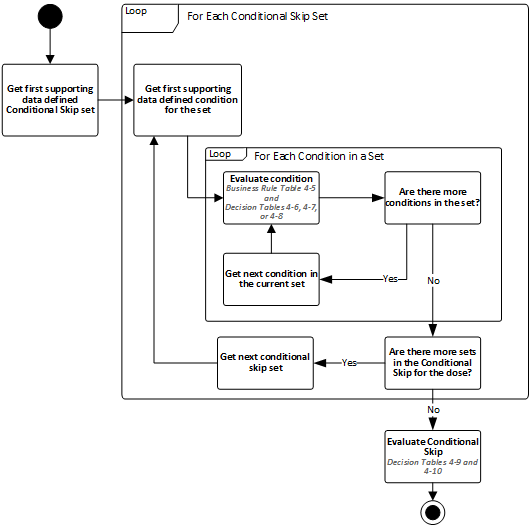 Loop
For Each Conditional Skip Set
Get first supporting
data defined
Conditional Skip set
Get first supporting
data defined condition
for the set
Loop
For Each Condition in a Set
Evaluate condition
Business Rule Table 4-5
and
Decision Tables 4-6, 4-7,
or 4-8
Are there more
conditions in the set?
Get next condition in
the current set
Yes
No
Get next conditional
skip set
Yes
Are there more sets
in the Conditional
Skip for the dose?
No
Evaluate Conditional
Skip
Decision Tables 4-9 and
4-10